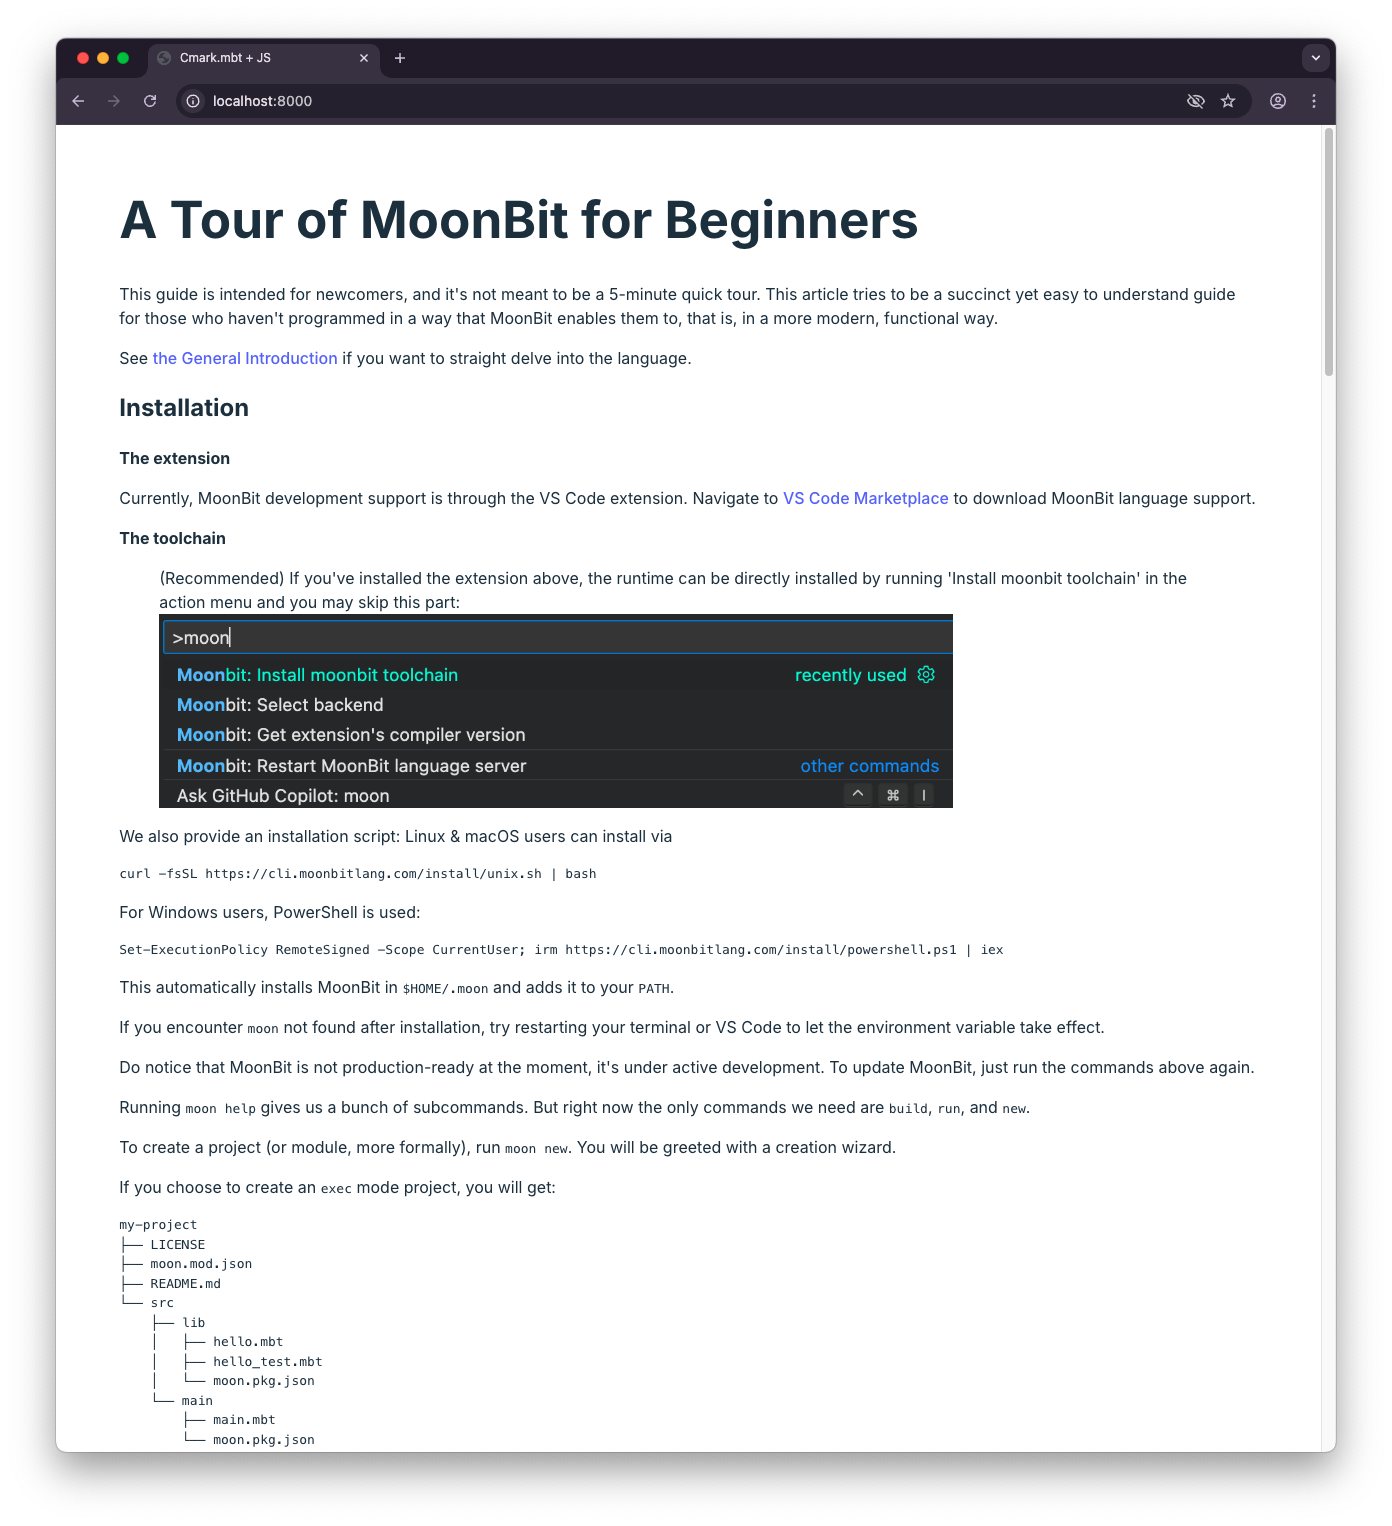 Cmark.mbt + JS
localhost:8000
A Tour of MoonBit for Beginners
This guide is intended for newcomers, and it's not meant to be a 5-minute quick tour. This article tries to be a succinct yet easy to understand guide
for those who haven't programmed in a way that MoonBit enables them to, that is, in a more modern, functional way.
See the General Introduction if you want to straight delve into the language.
Installation
The extension
Currently, MoonBit development support is through the VS Code extension. Navigate to VS Code Marketplace to download MoonBit language support.
The toolchain
(Recommended) If you've installed the extension above, the runtime can be directly installed by running 'Install moonbit toolchain' in the
action menu and you may skip this part:
>moon
Moonbit: Install moonbit toolchain recently used
Moonbit: Select backend
Moonbit: Get extension's compiler version
Moonbit: Restart MoonBit language server other commands
Ask GitHub Copilot: moon ^ ⌘ I
We also provide an installation script: Linux & macOS users can install via
curl -fsSL https://cli.moonbitlang.com/install/unix.sh | bash
For Windows users, PowerShell is used:
Set-ExecutionPolicy RemoteSigned -Scope CurrentUser; irm https://cli.moonbitlang.com/install/powershell.ps1 | iex
This automatically installs MoonBit in $HOME/.moon and adds it to your PATH.
If you encounter moon not found after installation, try restarting your terminal or VS Code to let the environment variable take effect.
Do notice that MoonBit is not production-ready at the moment, it's under active development. To update MoonBit, just run the commands above again.
Running moon help gives us a bunch of subcommands. But right now the only commands we need are build, run, and new.
To create a project (or module, more formally), run moon new. You will be greeted with a creation wizard.
If you choose to create an exec mode project, you will get:
my-project
├── LICENSE
├── moon.mod.json
├── README.md
└── src
    ├── lib
    │   ├── hello.mbt
    │   ├── hello_test.mbt
    │   └── moon.pkg.json
    └── main
        ├── main.mbt
        └── moon.pkg.json